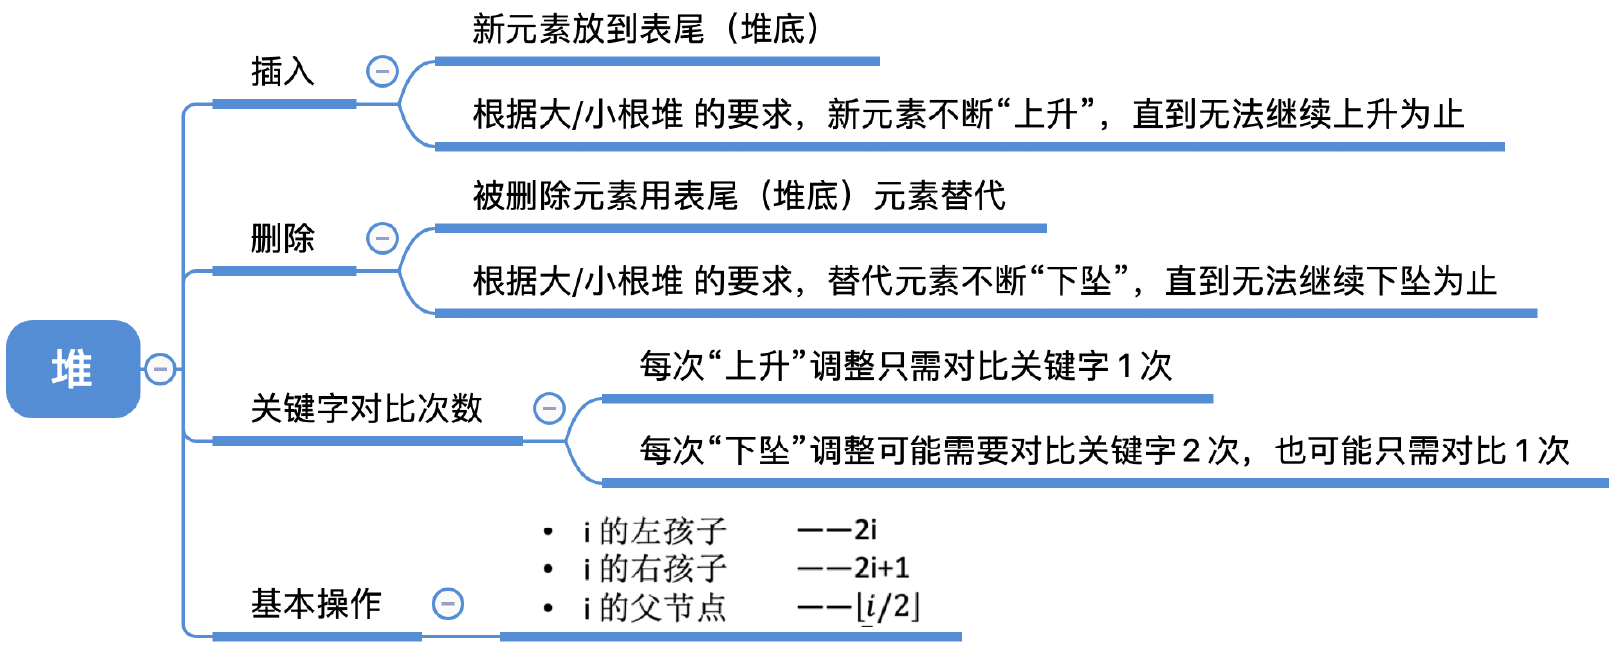 堆
插入
新元素放到表尾（堆底）
根据大/小根堆 的要求，新元素不断“上升”，直到无法继续上升为止
删除
被删除元素用表尾（堆底）元素替代
根据大/小根堆 的要求，替代元素不断“下坠”，直到无法继续下坠为止
关键字对比次数
每次“上升”调整只需对比关键字1次
每次“下坠”调整可能需要对比关键字2次，也可能只需对比1次
基本操作
• i 的左孩子 ——2i
• i 的右孩子 ——2i+1
• i 的父节点 ——⌊i/2⌋